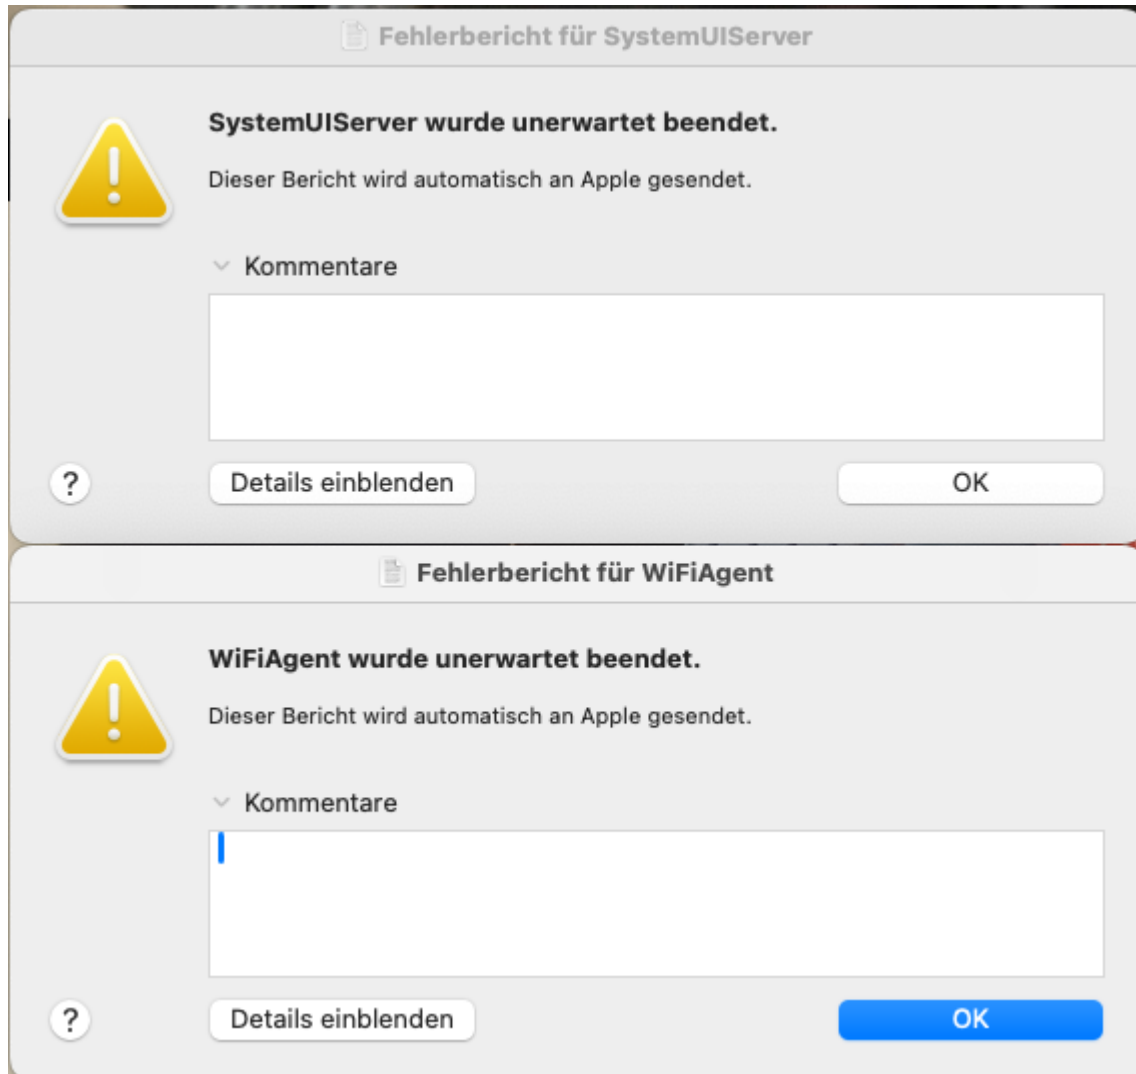 Fehlerbericht für SystemUIServer
SystemUIServer wurde unerwartet beendet.
Dieser Bericht wird automatisch an Apple gesendet.
Kommentare
?
Details einblenden
OK
Fehlerbericht für WiFiAgent
WiFiAgent wurde unerwartet beendet.
Dieser Bericht wird automatisch an Apple gesendet.
Kommentare
?
Details einblenden
OK